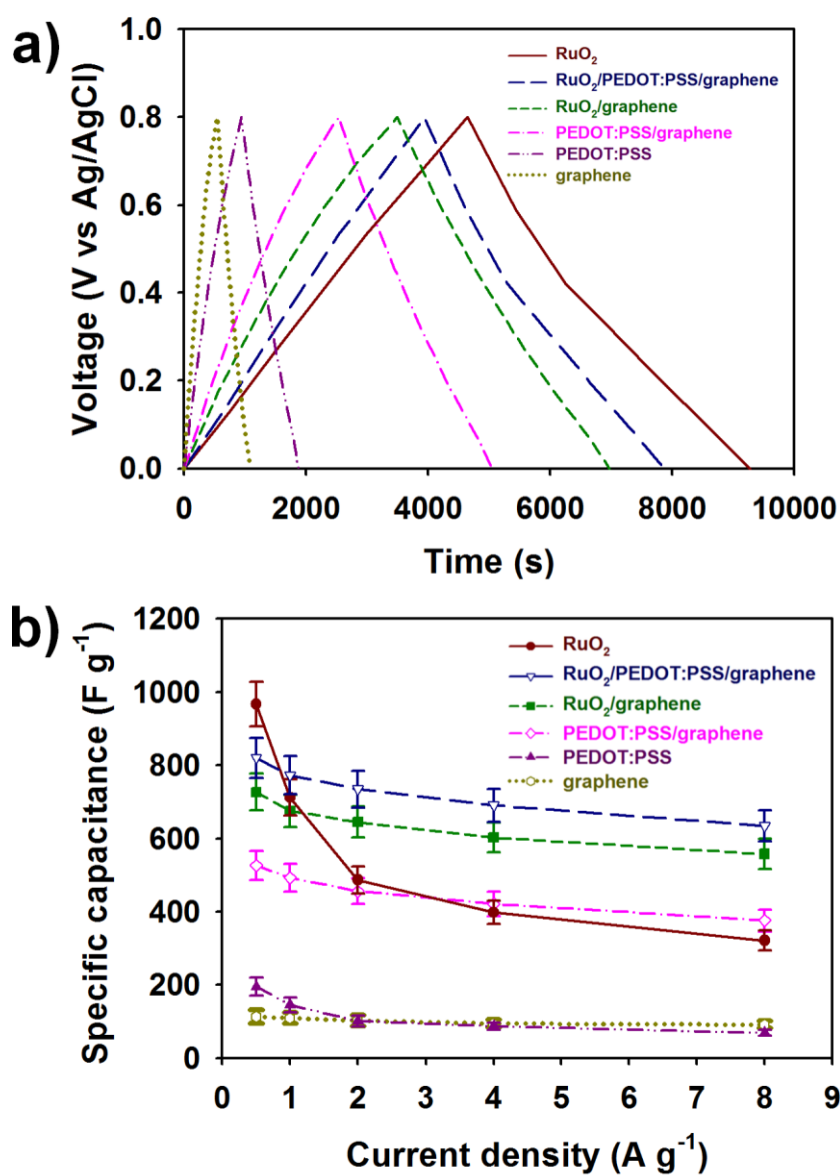 a)
RuO₂
RuO₂/PEDOT:PSS/graphene
RuO₂/graphene
PEDOT:PSS/graphene
PEDOT:PSS
graphene
Voltage (V vs Ag/AgCl)
1.0
0.8
0.6
0.4
0.2
0.0
0 2000 4000 6000 8000 10000
Time (s)
b)
RuO₂
RuO₂/PEDOT:PSS/graphene
RuO₂/graphene
PEDOT:PSS/graphene
PEDOT:PSS
graphene
Specific capacitance (F g⁻¹)
1200
1000
800
600
400
200
0
0 1 2 3 4 5 6 7 8 9
Current density (A g⁻¹)